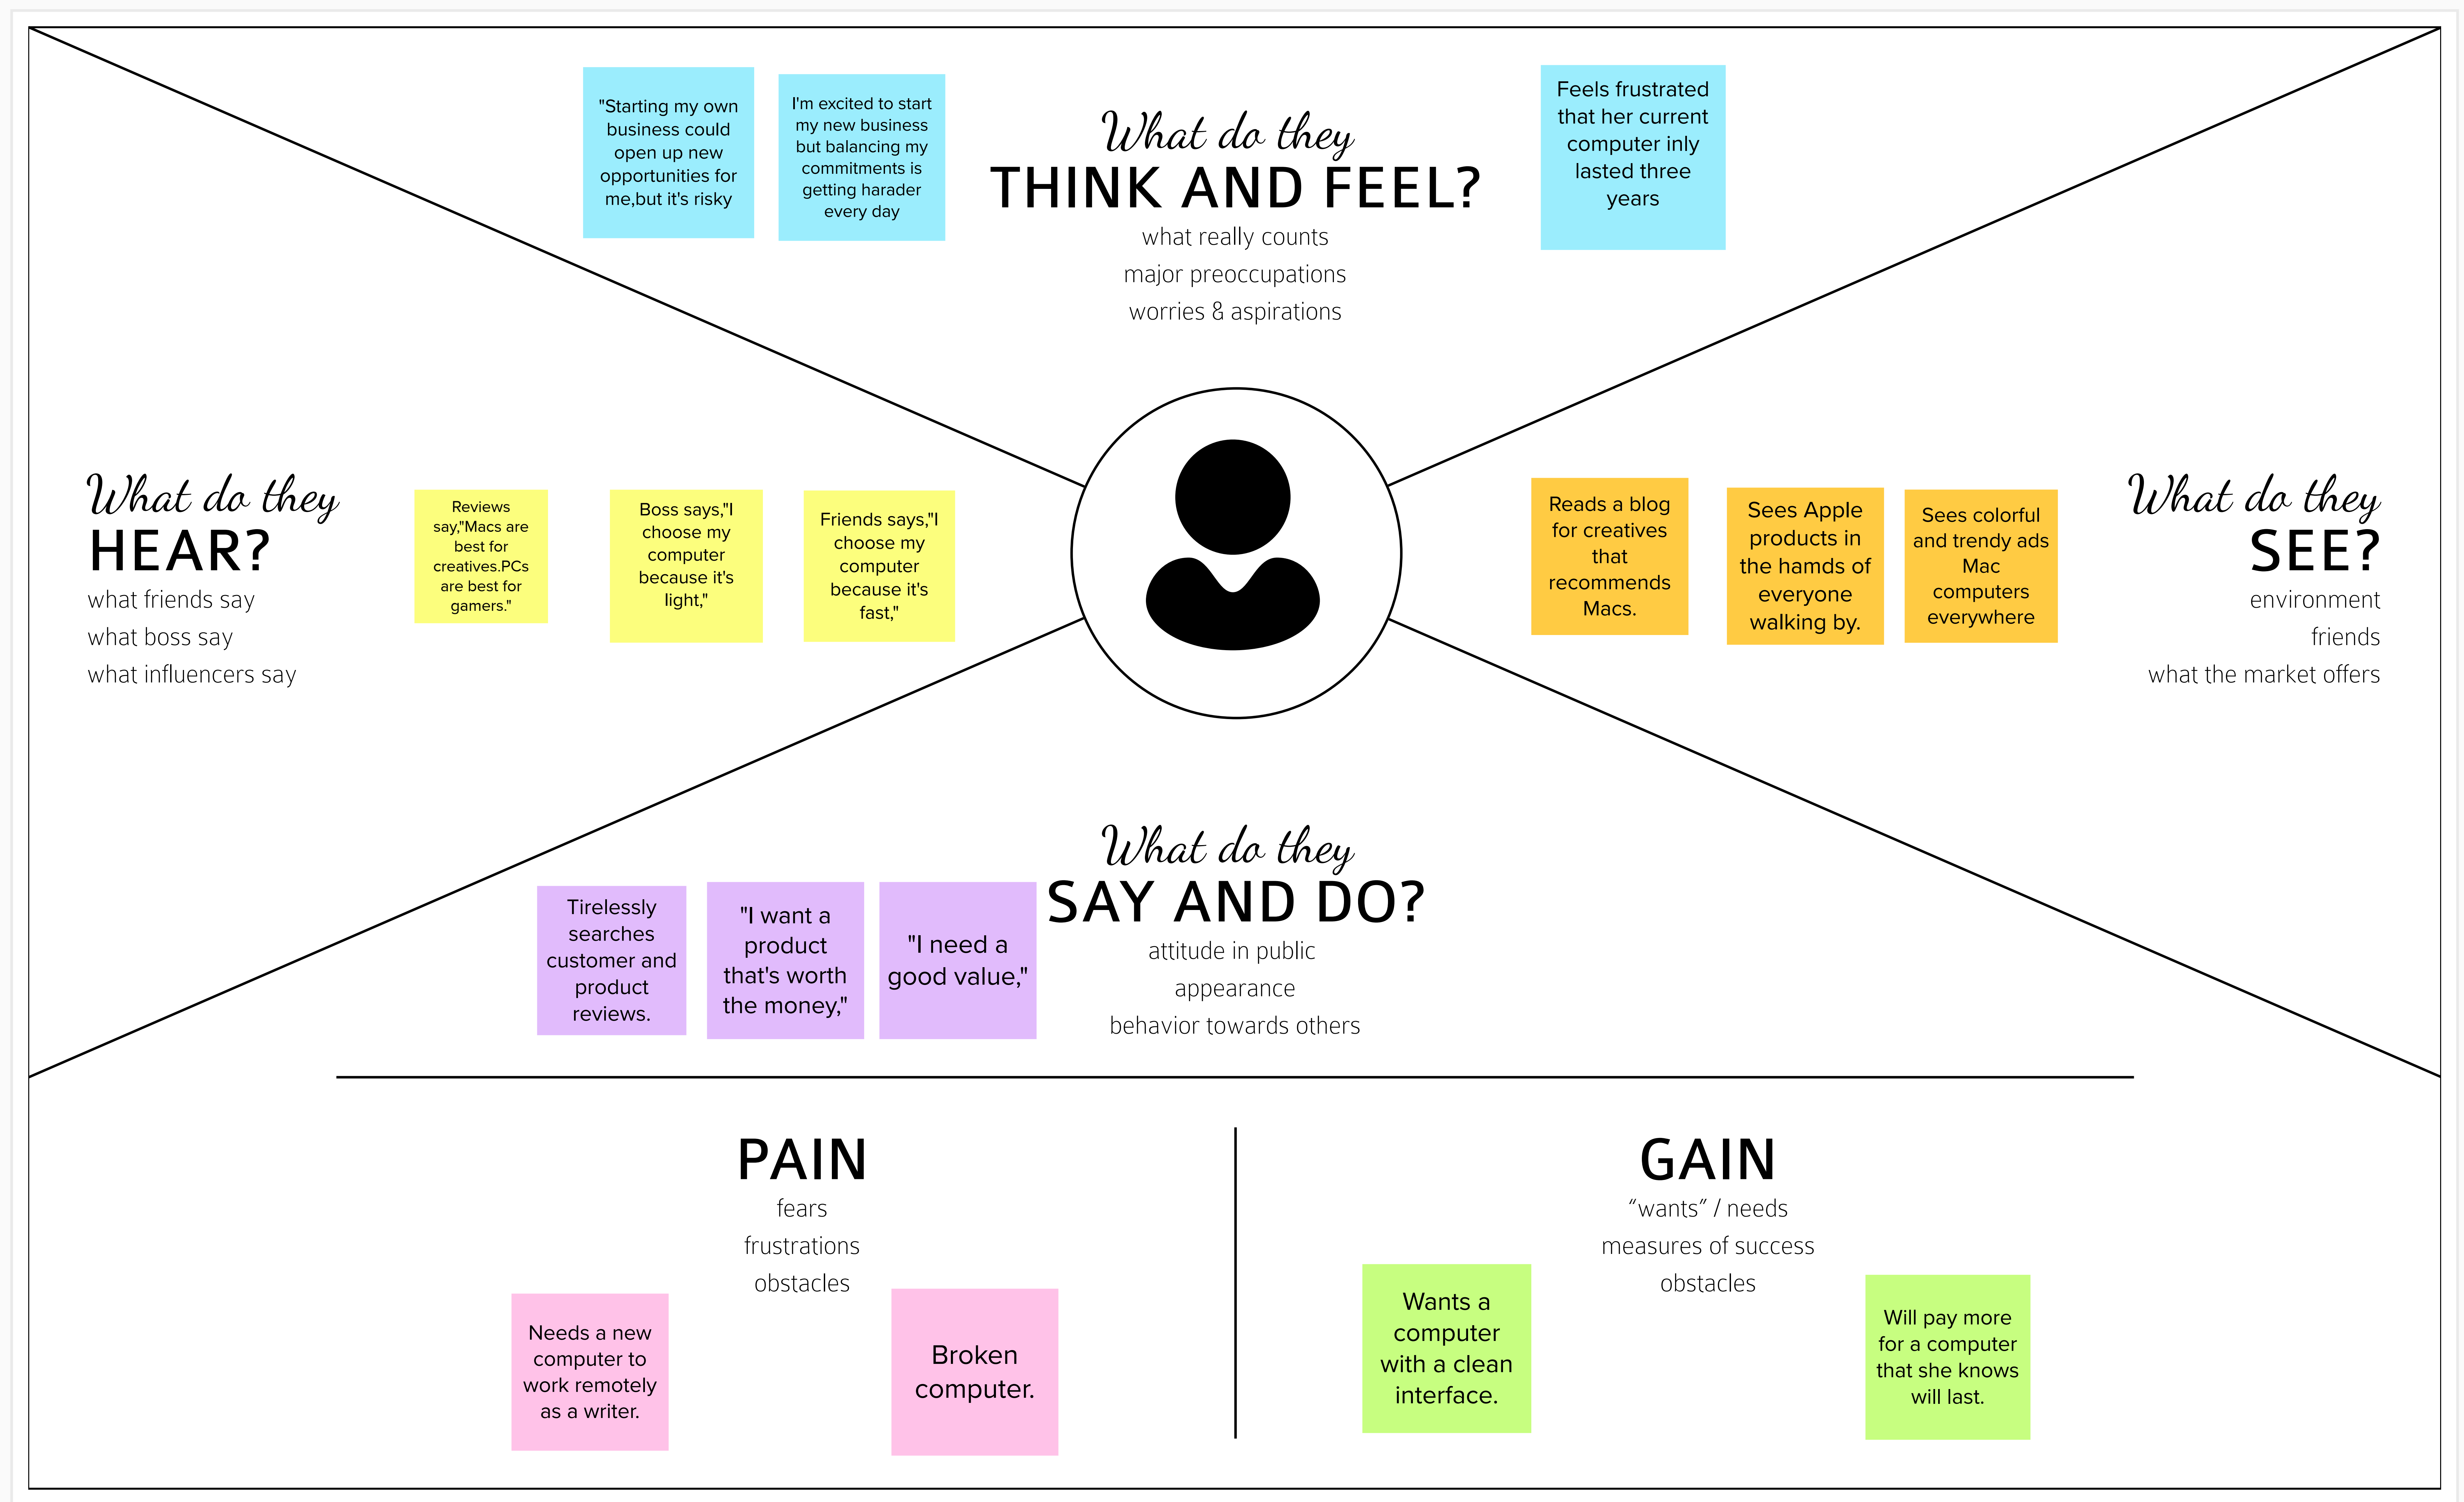 "Starting my own
business could
open up new
opportunities for
me,but it's risky
I'm excited to start
my new business
but balancing my
commitments is
getting harader
every day
What do they
THINK AND FEEL?
what really counts
major preoccupations
worries & aspirations
Feels frustrated
that her current
computer inly
lasted three
years
What do they
HEAR?
what friends say
what boss say
what influencers say
Reviews
say,"Macs are
best for
creatives.PCs
are best for
gamers."
Boss says,"I
choose my
computer
because it's
light,"
Friends says,"I
choose my
computer
because it's
fast,"
Reads a blog
for creatives
that
recommends
Macs.
Sees Apple
products in
the hamds of
everyone
walking by.
Sees colorful
and trendy ads
Mac
computers
everywhere
What do they
SEE?
environment
friends
what the market offers
Tirelessly
searches
customer and
product
reviews.
"I want a
product
that's worth
the money,"
"I need a
good value,"
What do they
SAY AND DO?
attitude in public
appearance
behavior towards others
PAIN
fears
frustrations
obstacles
Needs a new
computer to
work remotely
as a writer.
Broken
computer.
GAIN
“wants” / needs
measures of success
obstacles
Wants a
computer
with a clean
interface.
Will pay more
for a computer
that she knows
will last.